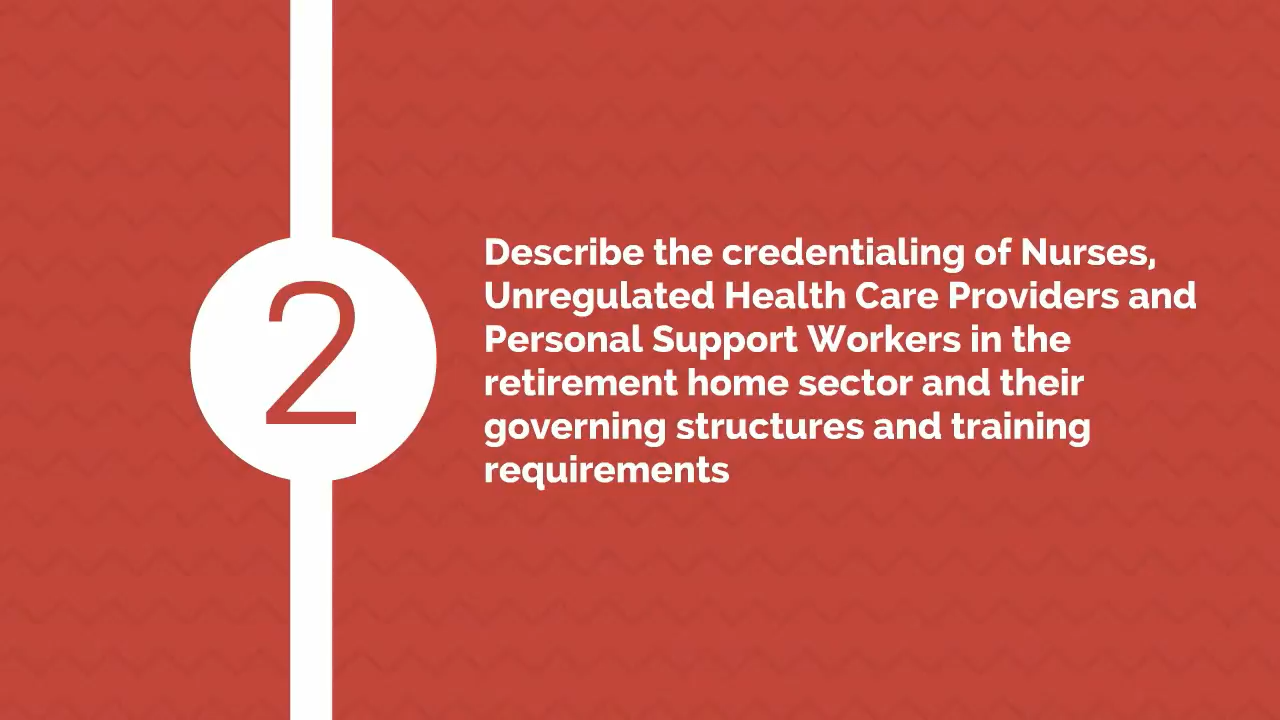 2
Describe the credentialing of Nurses,
Unregulated Health Care Providers and
Personal Support Workers in the
retirement home sector and their
governing structures and training
requirements